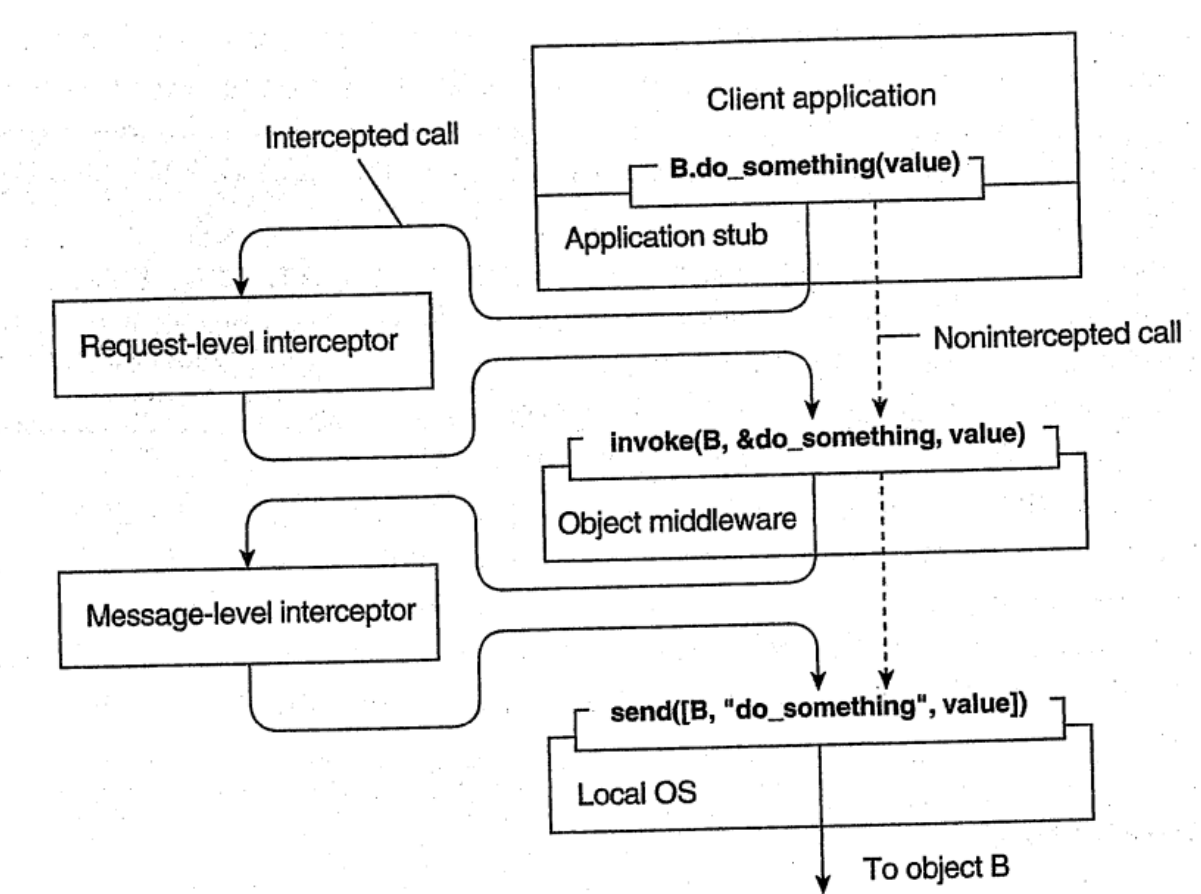 Client application
Intercepted call
B.do_something(value)
Application stub
Request-level interceptor
Nonintercepted call
invoke(B, &do_something, value)
Object middleware
Message-level interceptor
send([B, "do_something", value])
Local OS
To object B